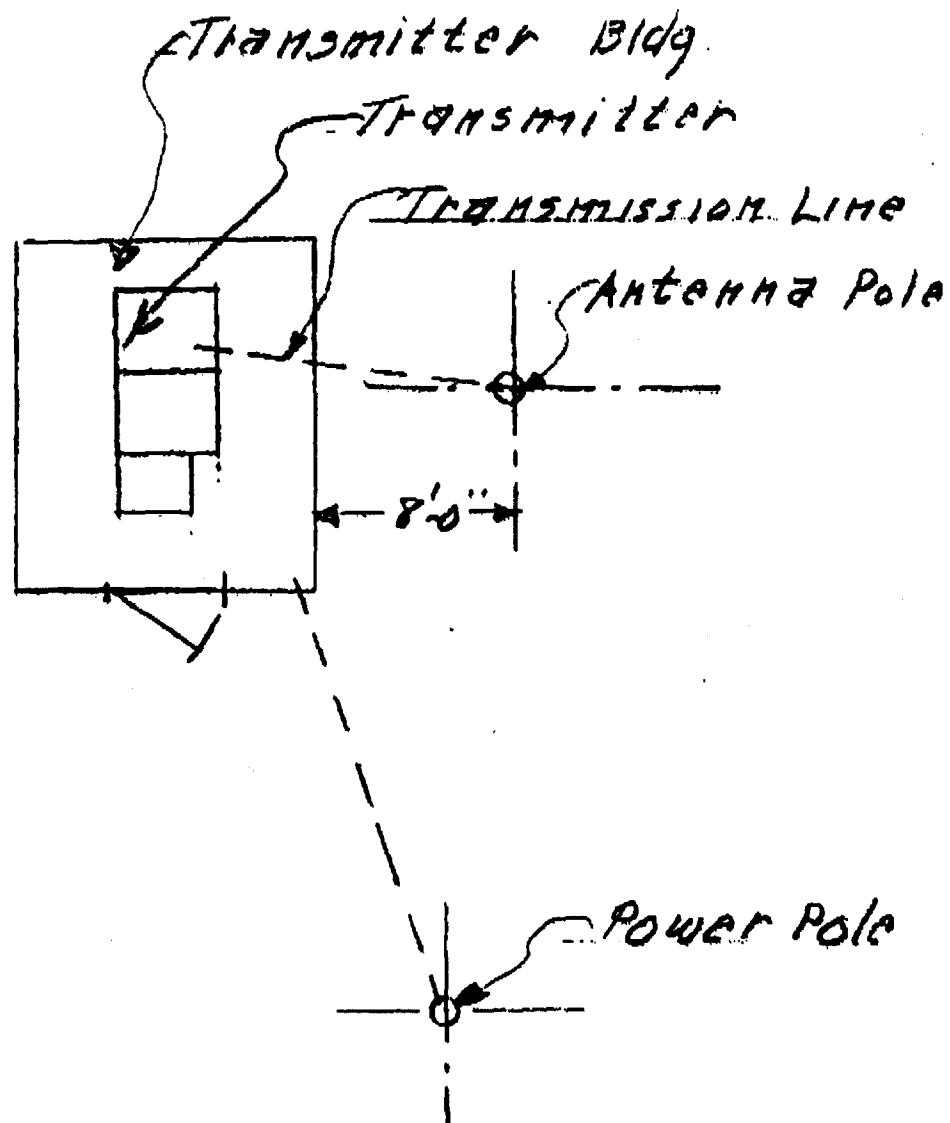 Transmitter Bldg.
Transmitter
Transmission Line
Antenna Pole
8'-0"
Power Pole